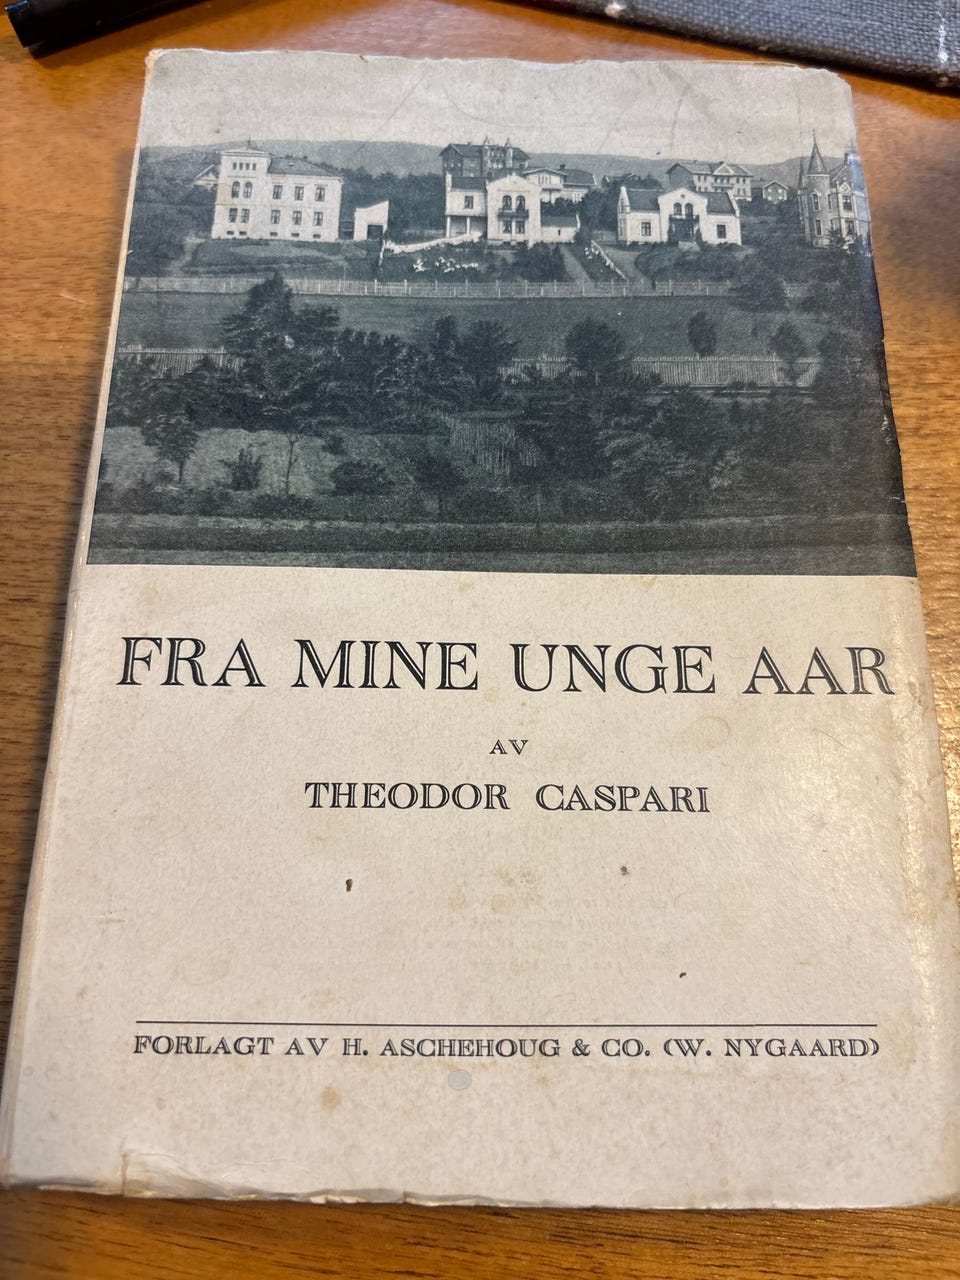 FRA MINE UNGE AAR
AV
THEODOR CASPARI
FORLAGT AV H. ASCHEHOUG & CO. (W. NYGAARD)